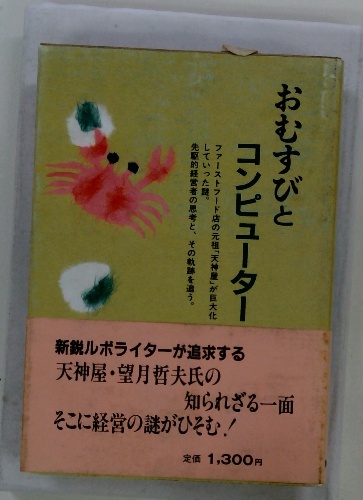 おむすびと
コンピューター
ファーストフード店の元祖「天神屋」が巨大化
していった謎。
先駆的経営者の思考と、その軌跡を追う。
新鋭ルポライターが追求する
天神屋・望月哲夫氏の
知られざる一面
そこに経営の謎がひそむ!
定価 1,300円